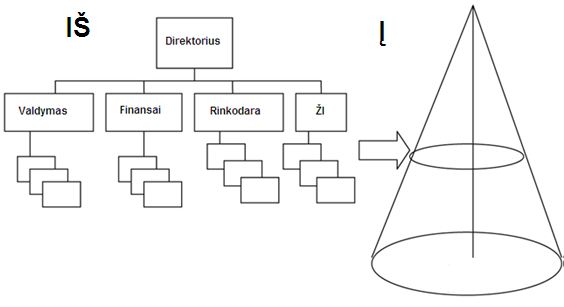 IŠ
Į
Direktorius
Valdymas
Finansai
Rinkodara
ŽI